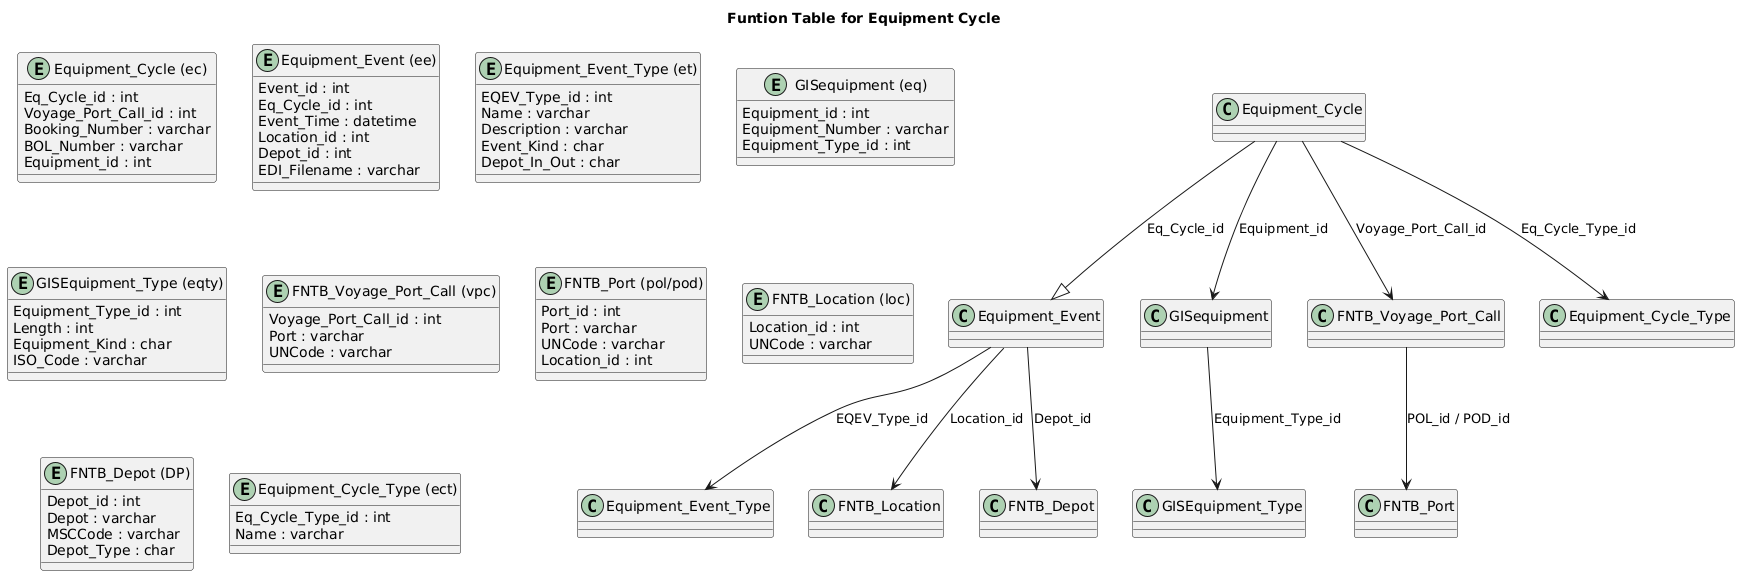 Funtion Table for Equipment Cycle
E Equipment_Cycle (ec)
Eq_Cycle_id : int
Voyage_Port_Call_id : int
Booking_Number : varchar
BOL_Number : varchar
Equipment_id : int
E Equipment_Event (ee)
Event_id : int
Eq_Cycle_id : int
Event_Time : datetime
Location_id : int
Depot_id : int
EDI_Filename : varchar
E Equipment_Event_Type (et)
EQEV_Type_id : int
Name : varchar
Description : varchar
Event_Kind : char
Depot_In_Out : char
E GISequipment (eq)
Equipment_id : int
Equipment_Number : varchar
Equipment_Type_id : int
C Equipment_Cycle
Eq_Cycle_id
Equipment_id
Voyage_Port_Call_id
Eq_Cycle_Type_id
E GISEquipment_Type (eqty)
Equipment_Type_id : int
Length : int
Equipment_Kind : char
ISO_Code : varchar
E FNTB_Voyage_Port_Call (vpc)
Voyage_Port_Call_id : int
Port : varchar
UNCode : varchar
E FNTB_Port (pol/pod)
Port_id : int
Port : varchar
UNCode : varchar
Location_id : int
E FNTB_Location (loc)
Location_id : int
UNCode : varchar
C Equipment_Event
C GISequipment
C FNTB_Voyage_Port_Call
C Equipment_Cycle_Type
EQEV_Type_id
Location_id
Depot_id
Equipment_Type_id
POL_id / POD_id
E FNTB_Depot (DP)
Depot_id : int
Depot : varchar
MSCCode : varchar
Depot_Type : char
E Equipment_Cycle_Type (ect)
Eq_Cycle_Type_id : int
Name : varchar
C Equipment_Event_Type
C FNTB_Location
C FNTB_Depot
C GISEquipment_Type
C FNTB_Port